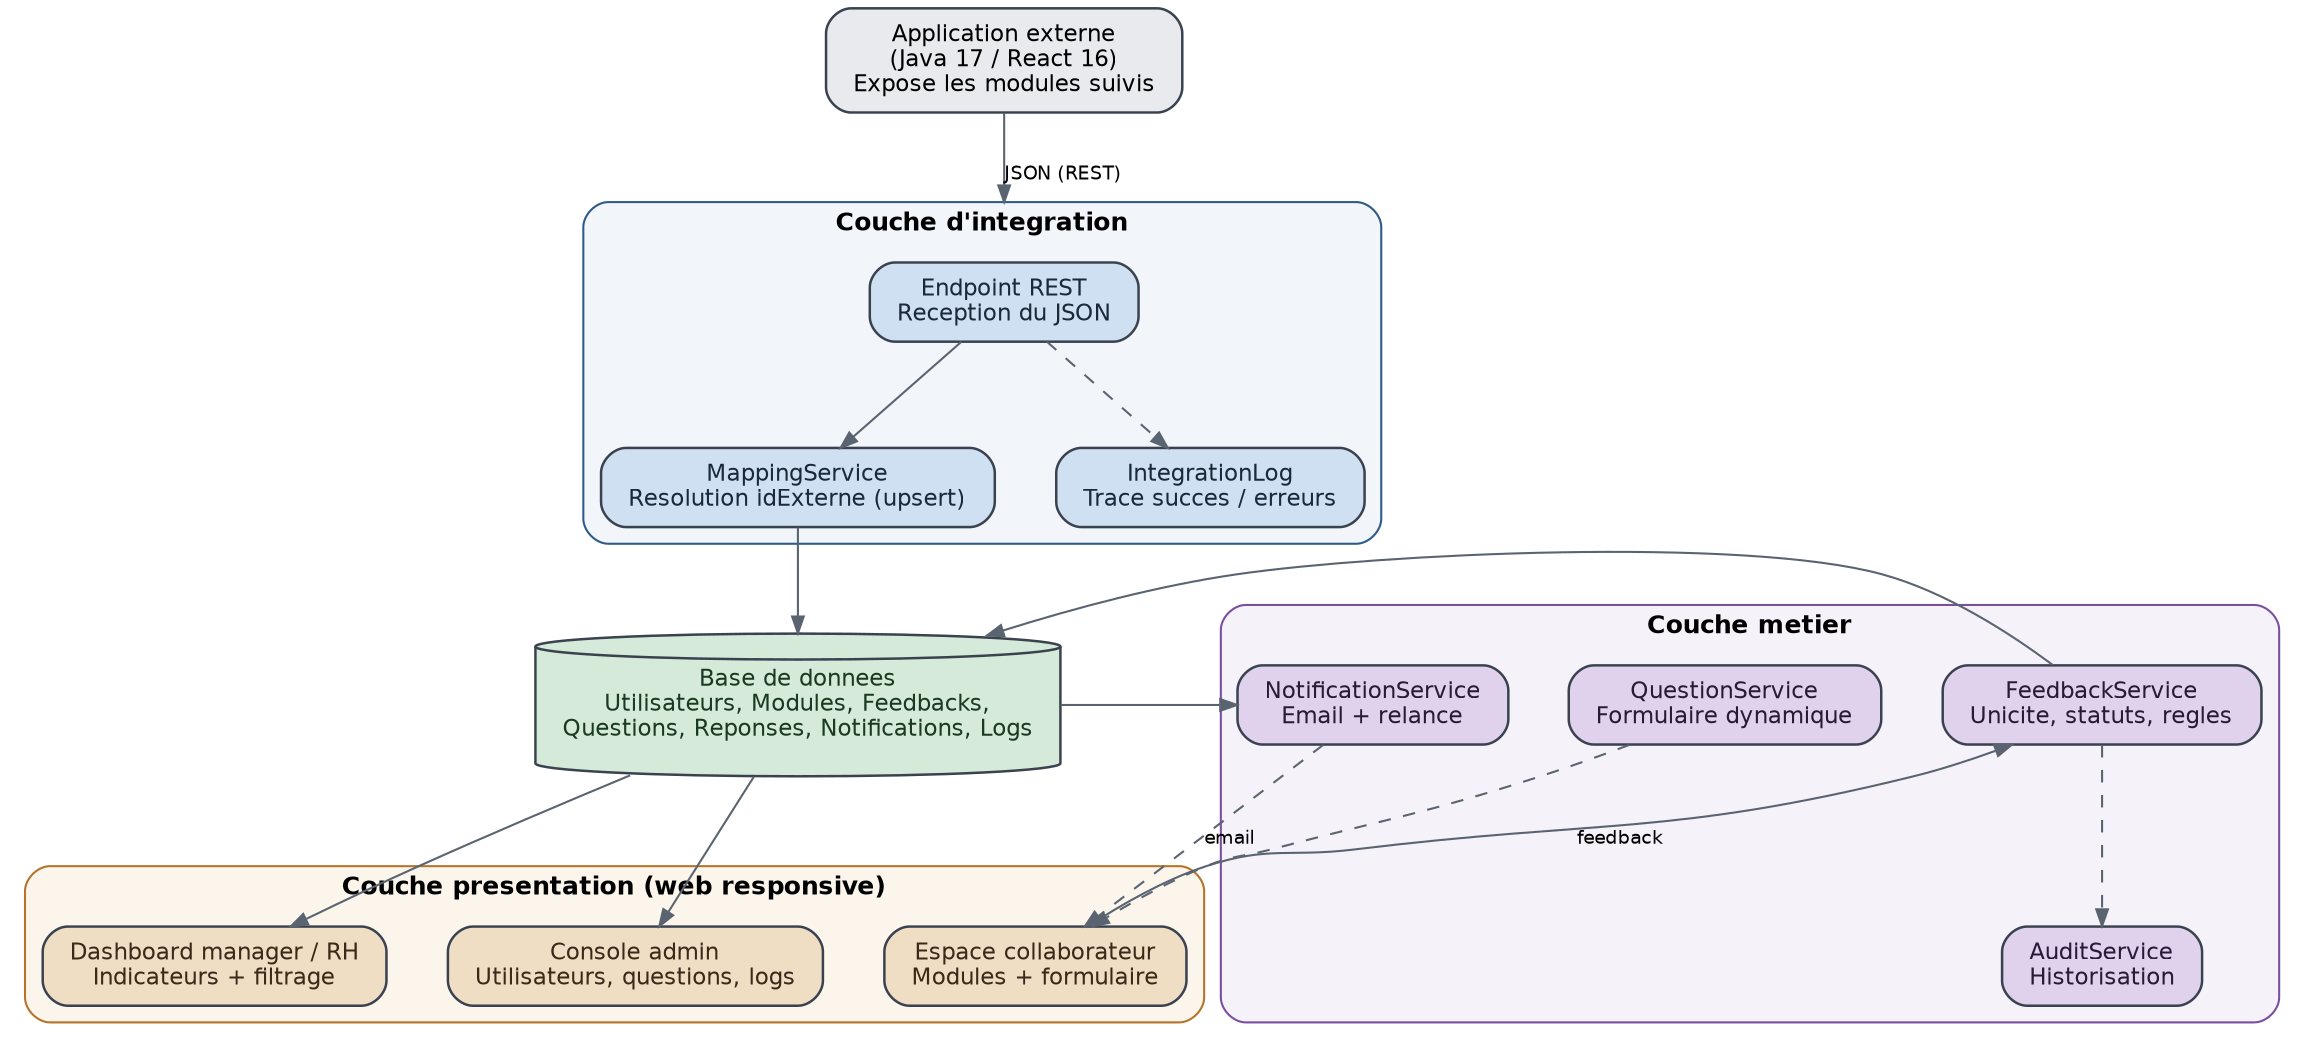 Application externe
(Java 17 / React 16)
Expose les modules suivis
JSON (REST)
Couche d'integration
Endpoint REST
Reception du JSON
MappingService
Resolution idExterne (upsert)
IntegrationLog
Trace succes / erreurs
Base de donnees
Utilisateurs, Modules, Feedbacks,
Questions, Reponses, Notifications, Logs
Couche metier
NotificationService
Email + relance
QuestionService
Formulaire dynamique
FeedbackService
Unicite, statuts, regles
email
feedback
Couche presentation (web responsive)
Dashboard manager / RH
Indicateurs + filtrage
Console admin
Utilisateurs, questions, logs
Espace collaborateur
Modules + formulaire
AuditService
Historisation